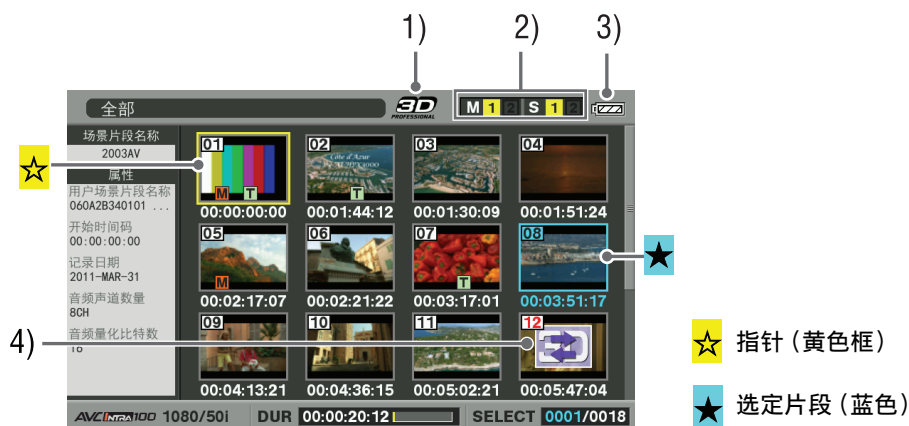 1) 2) 3)
全部 3D PROFESSIONAL M 1 2 S 1 2
场景片段名称
2003AV
属性
用户场景片段名称
060A2B340101 ...
开始时间码
00:00:00:00
记录日期
2011-MAR-31
音频声道数量
8CH
音频量化比特数
16
4)
01 M T 02 Côte d'Azur AJ-HPX3000 T 03 04
00:00:00:00 00:01:44:12 00:01:30:09 00:01:51:24
05 M 06 07 T 08
00:02:17:07 00:02:21:22 00:03:17:01 00:03:51:17
09 10 11 12
00:04:13:21 00:04:36:15 00:05:02:21 00:05:47:04
AVC INTRA 100 1080/50i DUR 00:00:20:12 SELECT 0001/0018
指针（黄色框）
选定片段（蓝色）